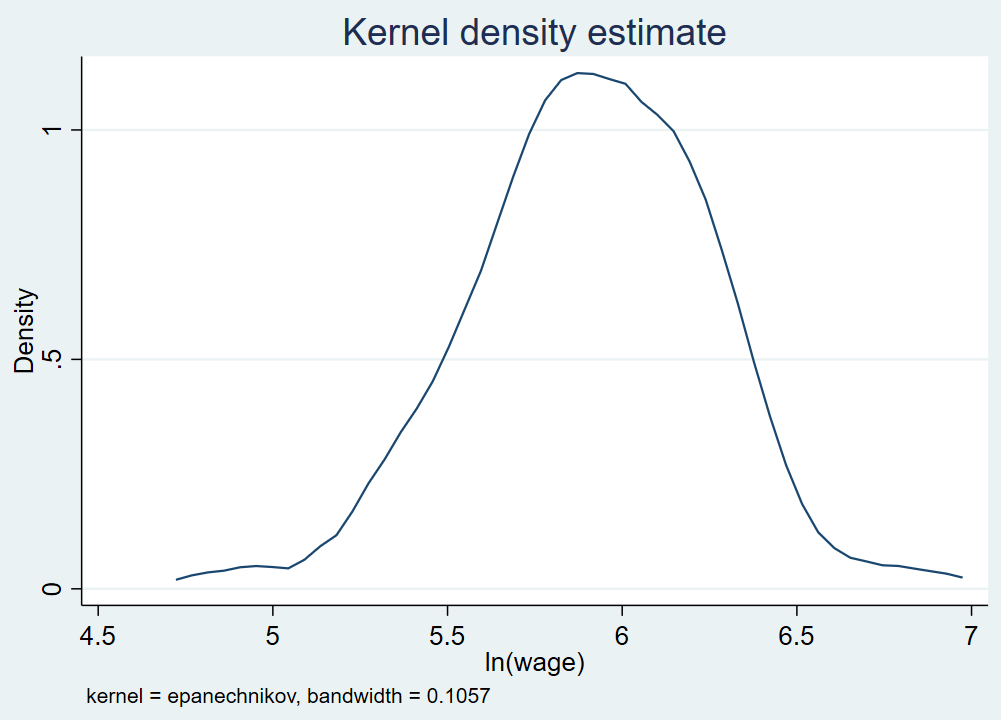 Kernel density estimate
Density
1
.5
0
4.5 5 5.5 6 6.5 7
ln(wage)
kernel = epanechnikov, bandwidth = 0.1057